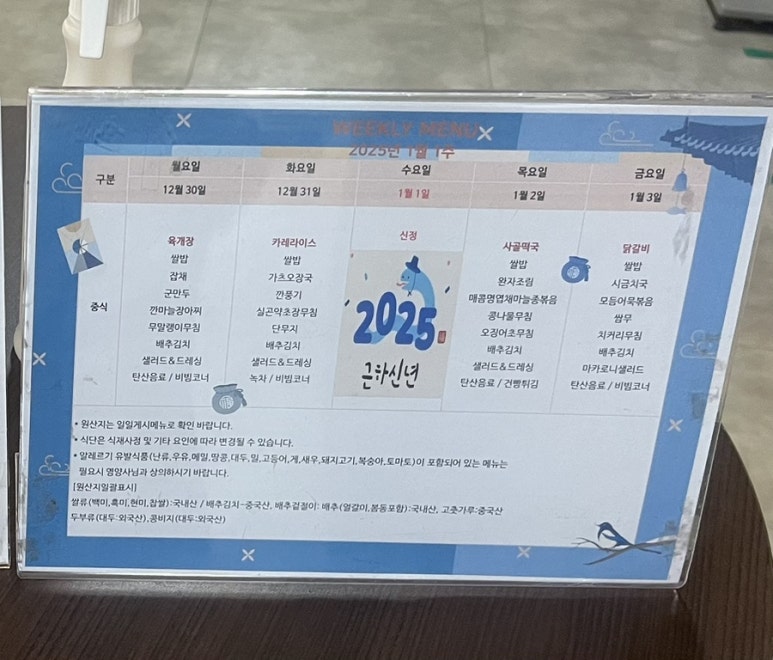 WEEKLY MENU
2025년 1월 1주
구분 월요일 화요일 수요일 목요일 금요일
12월 30일 12월 31일 1월 1일 1월 2일 1월 3일
중식
육개장
쌀밥
잡채
군만두
깐마늘장아찌
무말랭이무침
배추김치
샐러드&드레싱
탄산음료 / 비빔코너
카레라이스
쌀밥
가츠오장국
깐풍기
실곤약초장무침
단무지
배추김치
샐러드&드레싱
녹차 / 비빔코너
신정
2025
근하신년
사골떡국
쌀밥
완자조림
매콤명엽채마늘종볶음
콩나물무침
오징어초무침
배추김치
샐러드&드레싱
탄산음료 / 건빵튀김
닭갈비
쌀밥
시금치국
모듬어묵볶음
쌈무
치커리무침
배추김치
마카로니샐러드
탄산음료 / 비빔코너
* 원산지는 일일게시메뉴로 확인 바랍니다.
* 식단은 식재사정 및 기타 요인에 따라 변경될 수 있습니다.
* 알레르기 유발식품(난류,우유,메밀,땅콩,대두,밀,고등어,게,새우,돼지고기,복숭아,토마토)이 포함되어 있는 메뉴는
필요시 영양사님과 상의하시기 바랍니다.
[원산지일괄표시]
쌀류(백미,흑미,현미,찹쌀):국내산 / 배추김치-중국산, 배추겉절이: 배추(얼갈이,봄동포함):국내산, 고춧가루:중국산
두부류(대두:외국산),콩비지(대두:외국산)